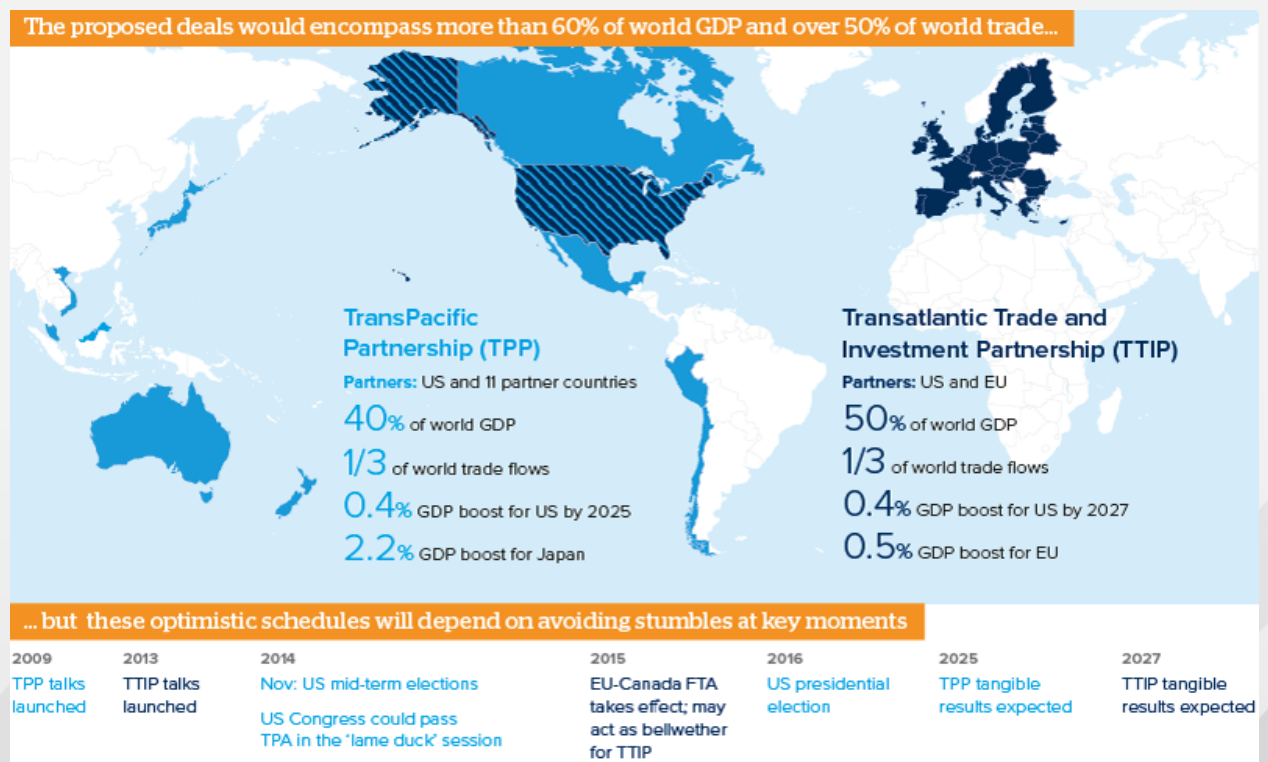 The proposed deals would encompass more than 60% of world GDP and over 50% of world trade...
TransPacific
Partnership (TPP)
Partners: US and 11 partner countries
40% of world GDP
1/3 of world trade flows
0.4% GDP boost for US by 2025
2.2% GDP boost for Japan
Transatlantic Trade and
Investment Partnership (TTIP)
Partners: US and EU
50% of world GDP
1/3 of world trade flows
0.4% GDP boost for US by 2027
0.5% GDP boost for EU
... but these optimistic schedules will depend on avoiding stumbles at key moments
2009
TPP talks
launched
2013
TTIP talks
launched
2014
Nov: US mid-term elections
US Congress could pass
TPA in the 'lame duck' session
2015
EU-Canada FTA
takes effect; may
act as bellwether
for TTIP
2016
US presidential
election
2025
TPP tangible
results expected
2027
TTIP tangible
results expected